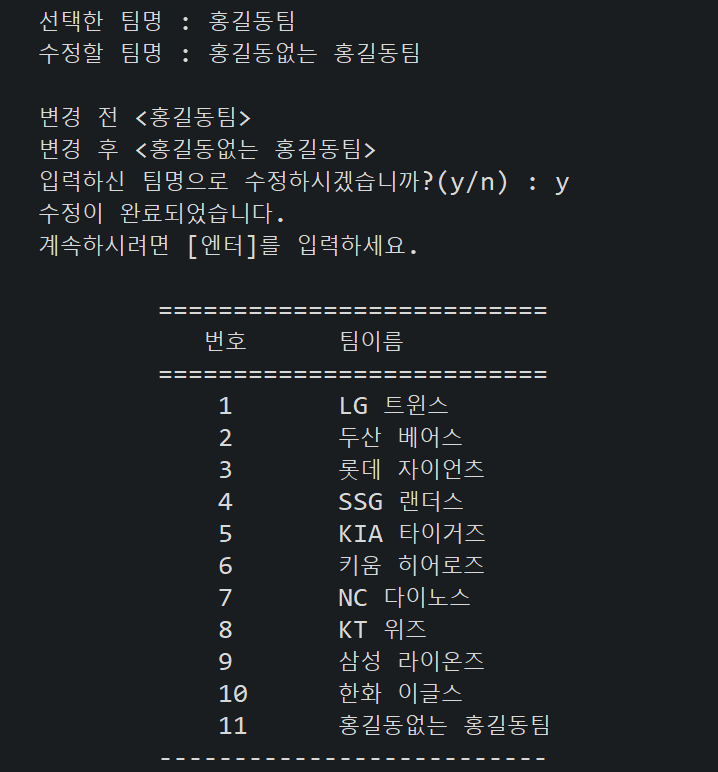 선택한 팀명 : 홍길동팀
수정할 팀명 : 홍길동없는 홍길동팀
변경 전 <홍길동팀>
변경 후 <홍길동없는 홍길동팀>
입력하신 팀명으로 수정하시겠습니까?(y/n) : y
수정이 완료되었습니다.
계속하시려면 [엔터]를 입력하세요.
==========================
번호 팀이름
==========================
1 LG 트윈스
2 두산 베어스
3 롯데 자이언츠
4 SSG 랜더스
5 KIA 타이거즈
6 키움 히어로즈
7 NC 다이노스
8 KT 위즈
9 삼성 라이온즈
10 한화 이글스
11 홍길동없는 홍길동팀
--------------------------